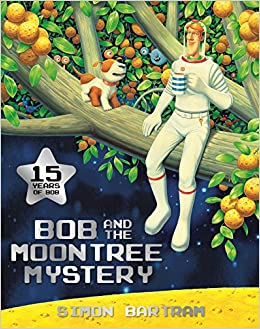 15
YEARS
OF BOB
BOB AND THE
MOONTREE
MYSTERY
SIMON BARTRAM